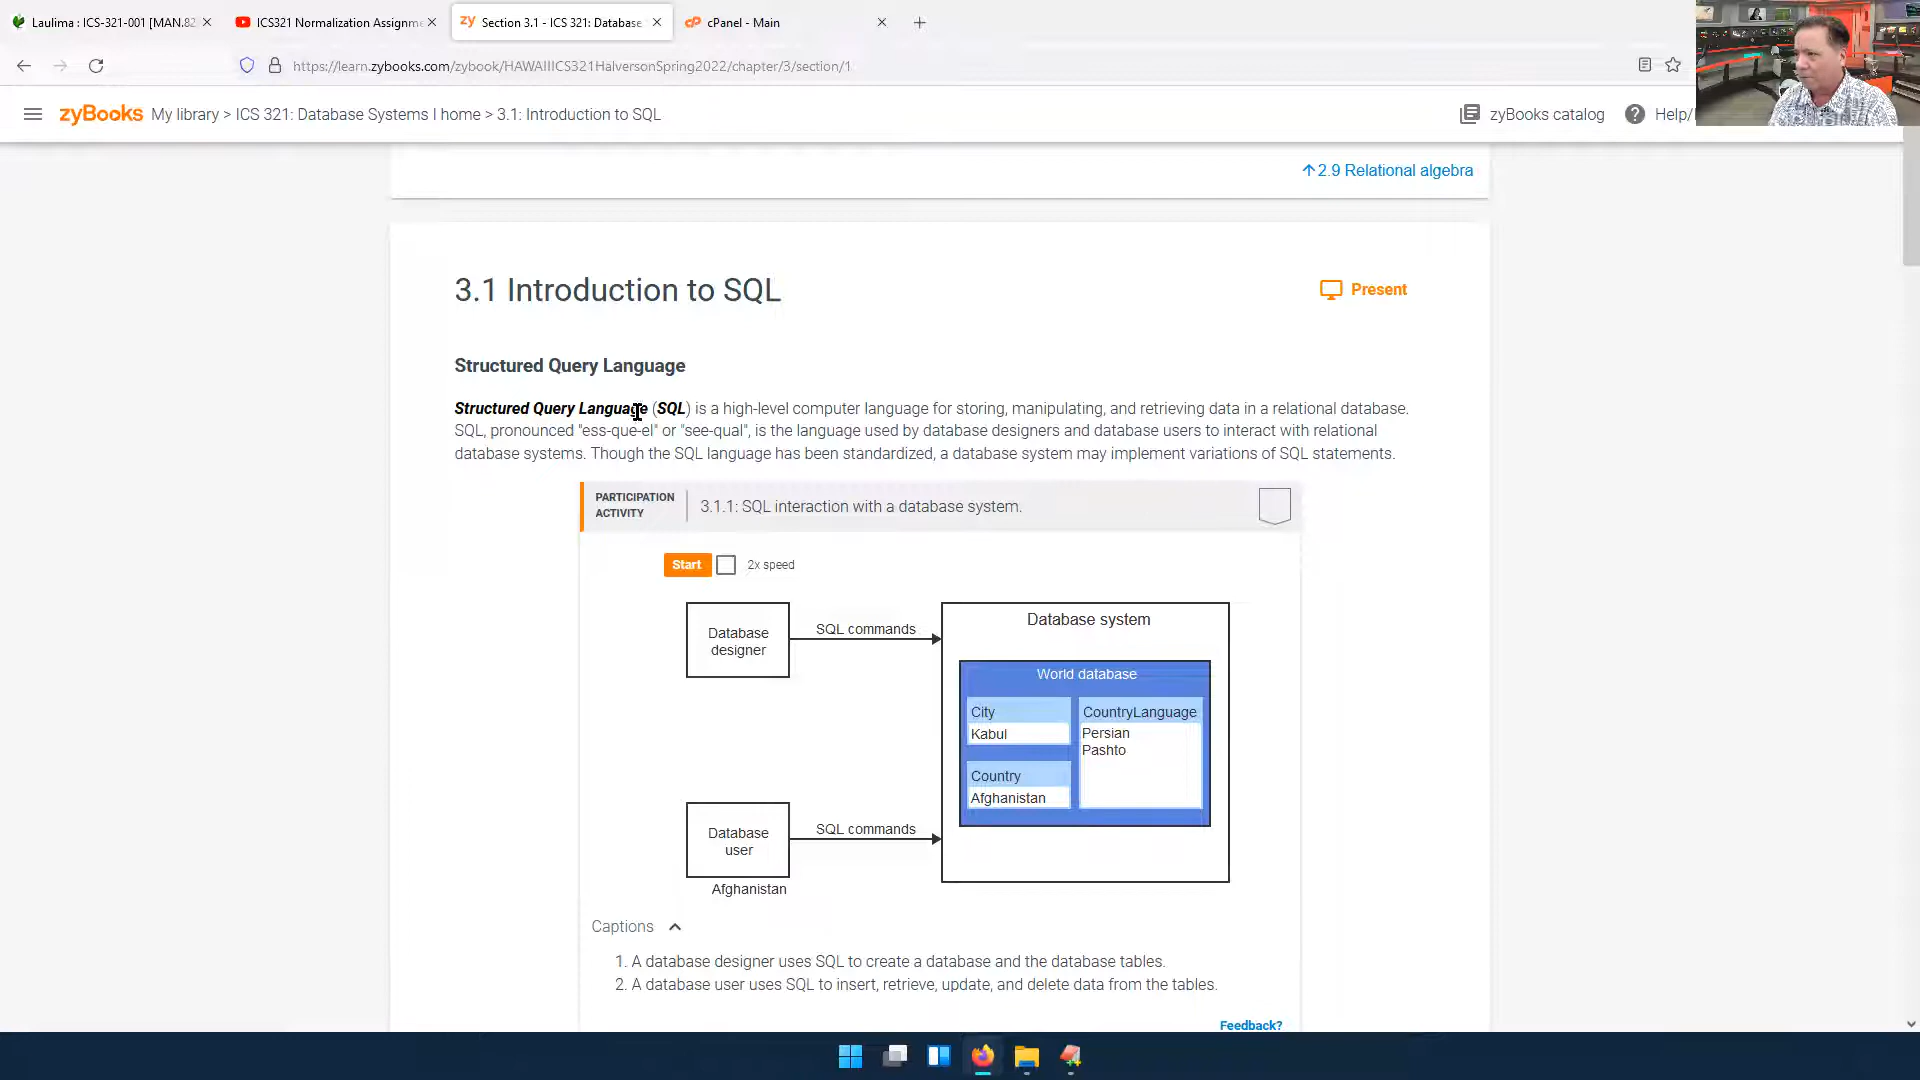 Laulima : ICS-321-001 [MAN.82
ICS321 Normalization Assignme
zy Section 3.1 - ICS 321: Database
cP cPanel - Main
https://learn.zybooks.com/zybook/HAWAIIICS321HalversonSpring2022/chapter/3/section/1
zyBooks My library > ICS 321: Database Systems I home > 3.1: Introduction to SQL
zyBooks catalog
? Help/
2.9 Relational algebra
3.1 Introduction to SQL
Present
Structured Query Language
Structured Query Language (SQL) is a high-level computer language for storing, manipulating, and retrieving data in a relational database.
SQL, pronounced "ess-que-el" or "see-qual", is the language used by database designers and database users to interact with relational
database systems. Though the SQL language has been standardized, a database system may implement variations of SQL statements.
PARTICIPATION
ACTIVITY
3.1.1: SQL interaction with a database system.
Start
2x speed
Database
designer
SQL commands
Database system
World database
City
Kabul
CountryLanguage
Persian
Pashto
Country
Afghanistan
Database
user
SQL commands
Afghanistan
Captions
1. A database designer uses SQL to create a database and the database tables.
2. A database user uses SQL to insert, retrieve, update, and delete data from the tables.
Feedback?